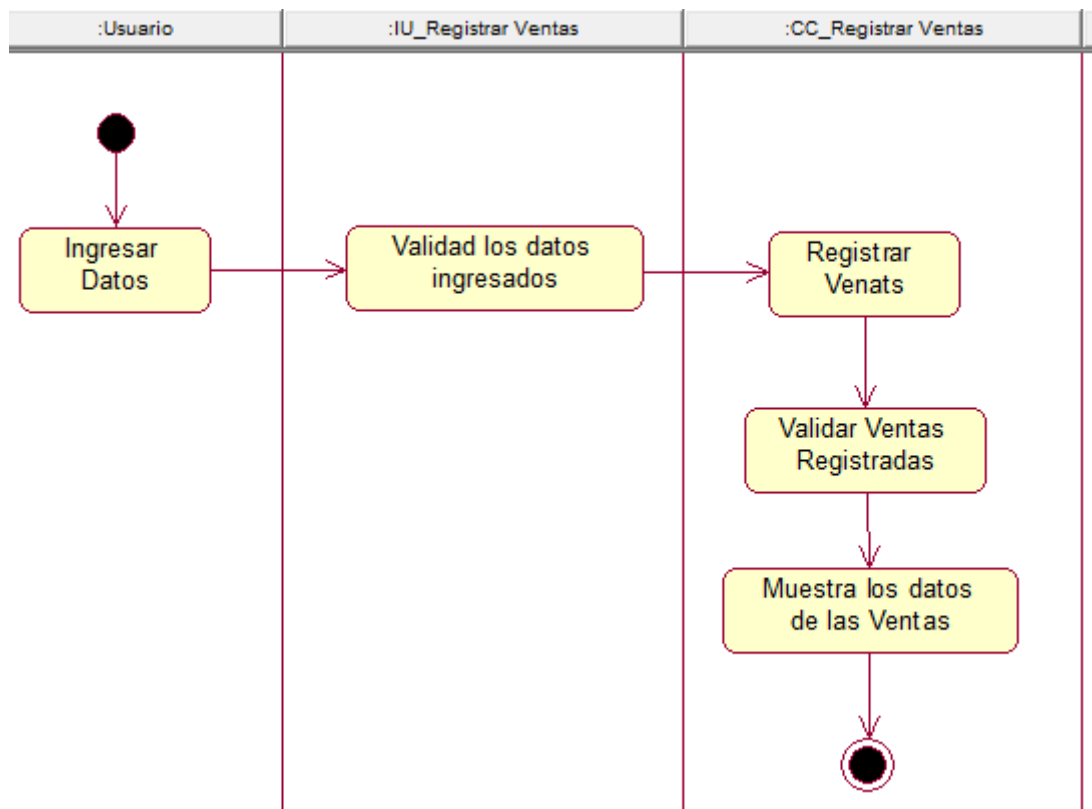 :Usuario
:IU_Registrar Ventas
:CC_Registrar Ventas
Ingresar
Datos
Validad los datos
ingresados
Registrar
Venats
Validar Ventas
Registradas
Muestra los datos
de las Ventas